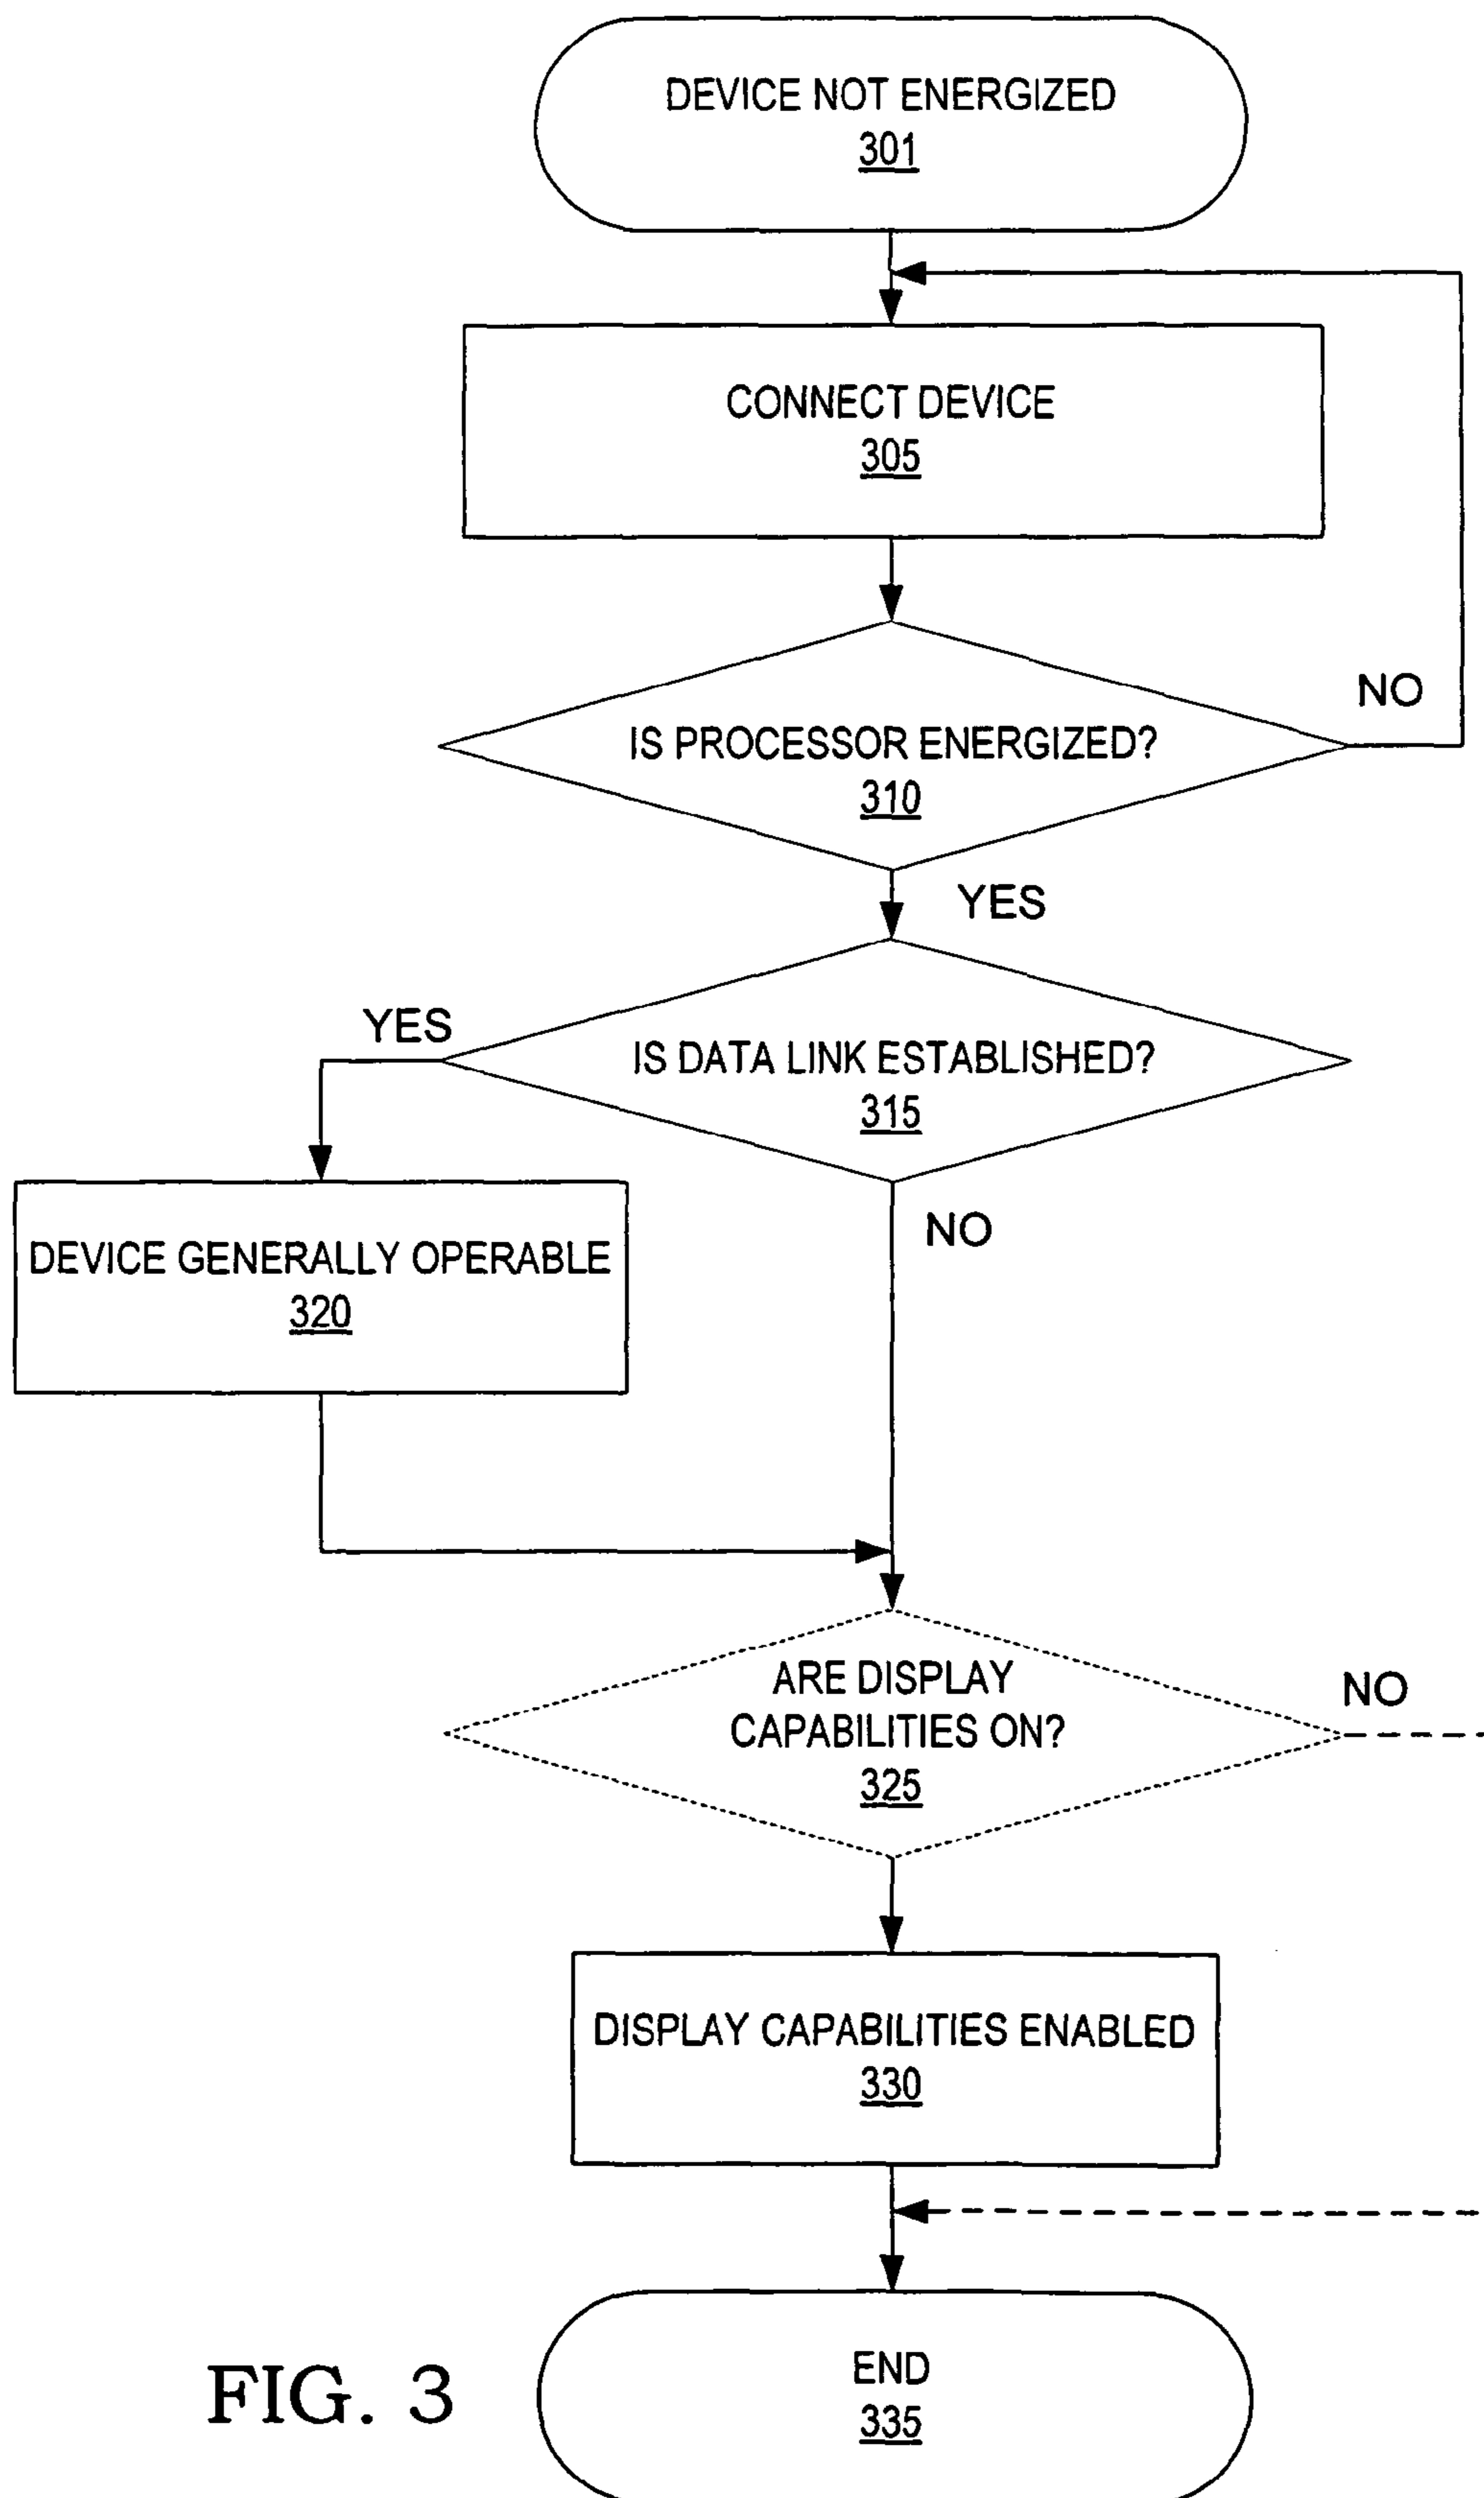 DEVICE NOT ENERGIZED
301
CONNECT DEVICE
305
NO
IS PROCESSOR ENERGIZED?
310
YES
YES
IS DATA LINK ESTABLISHED?
315
NO
DEVICE GENERALLY OPERABLE
320
ARE DISPLAY
CAPABILITIES ON?
325
NO
DISPLAY CAPABILITIES ENABLED
330
END
335
FIG. 3